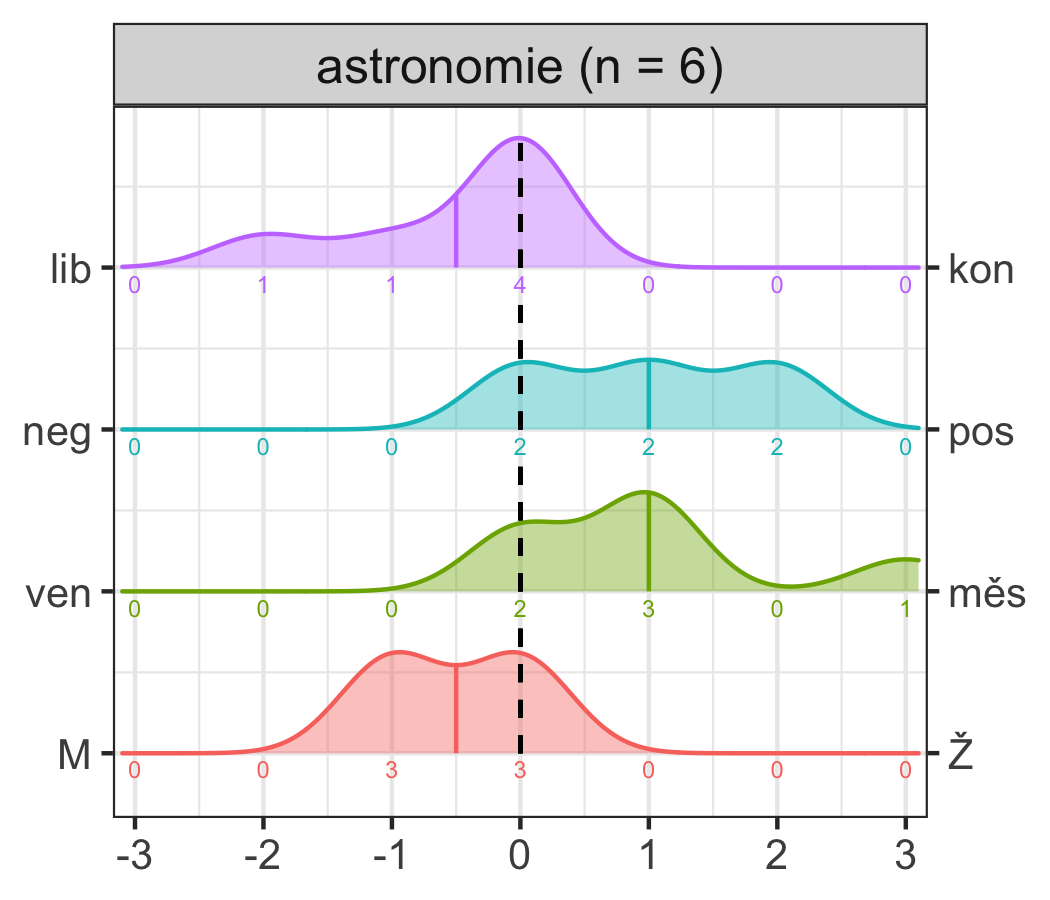 astronomie (n = 6)
lib kon
0 1 1 4 0 0 0
neg pos
0 0 0 2 2 2 0
ven měs
0 0 0 2 3 0 1
M Ž
0 0 3 3 0 0 0
-3 -2 -1 0 1 2 3